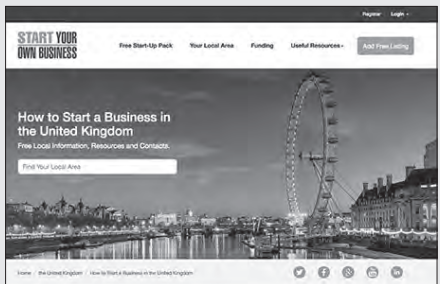 Register Login
START YOUR
OWN BUSINESS
Free Start-Up Pack Your Local Area Funding Useful Resources Add Free Listing
How to Start a Business in
the United Kingdom
Free Local Information, Resources and Contacts.
Find Your Local Area
Home / the United Kingdom / How to Start a Business in the United Kingdom